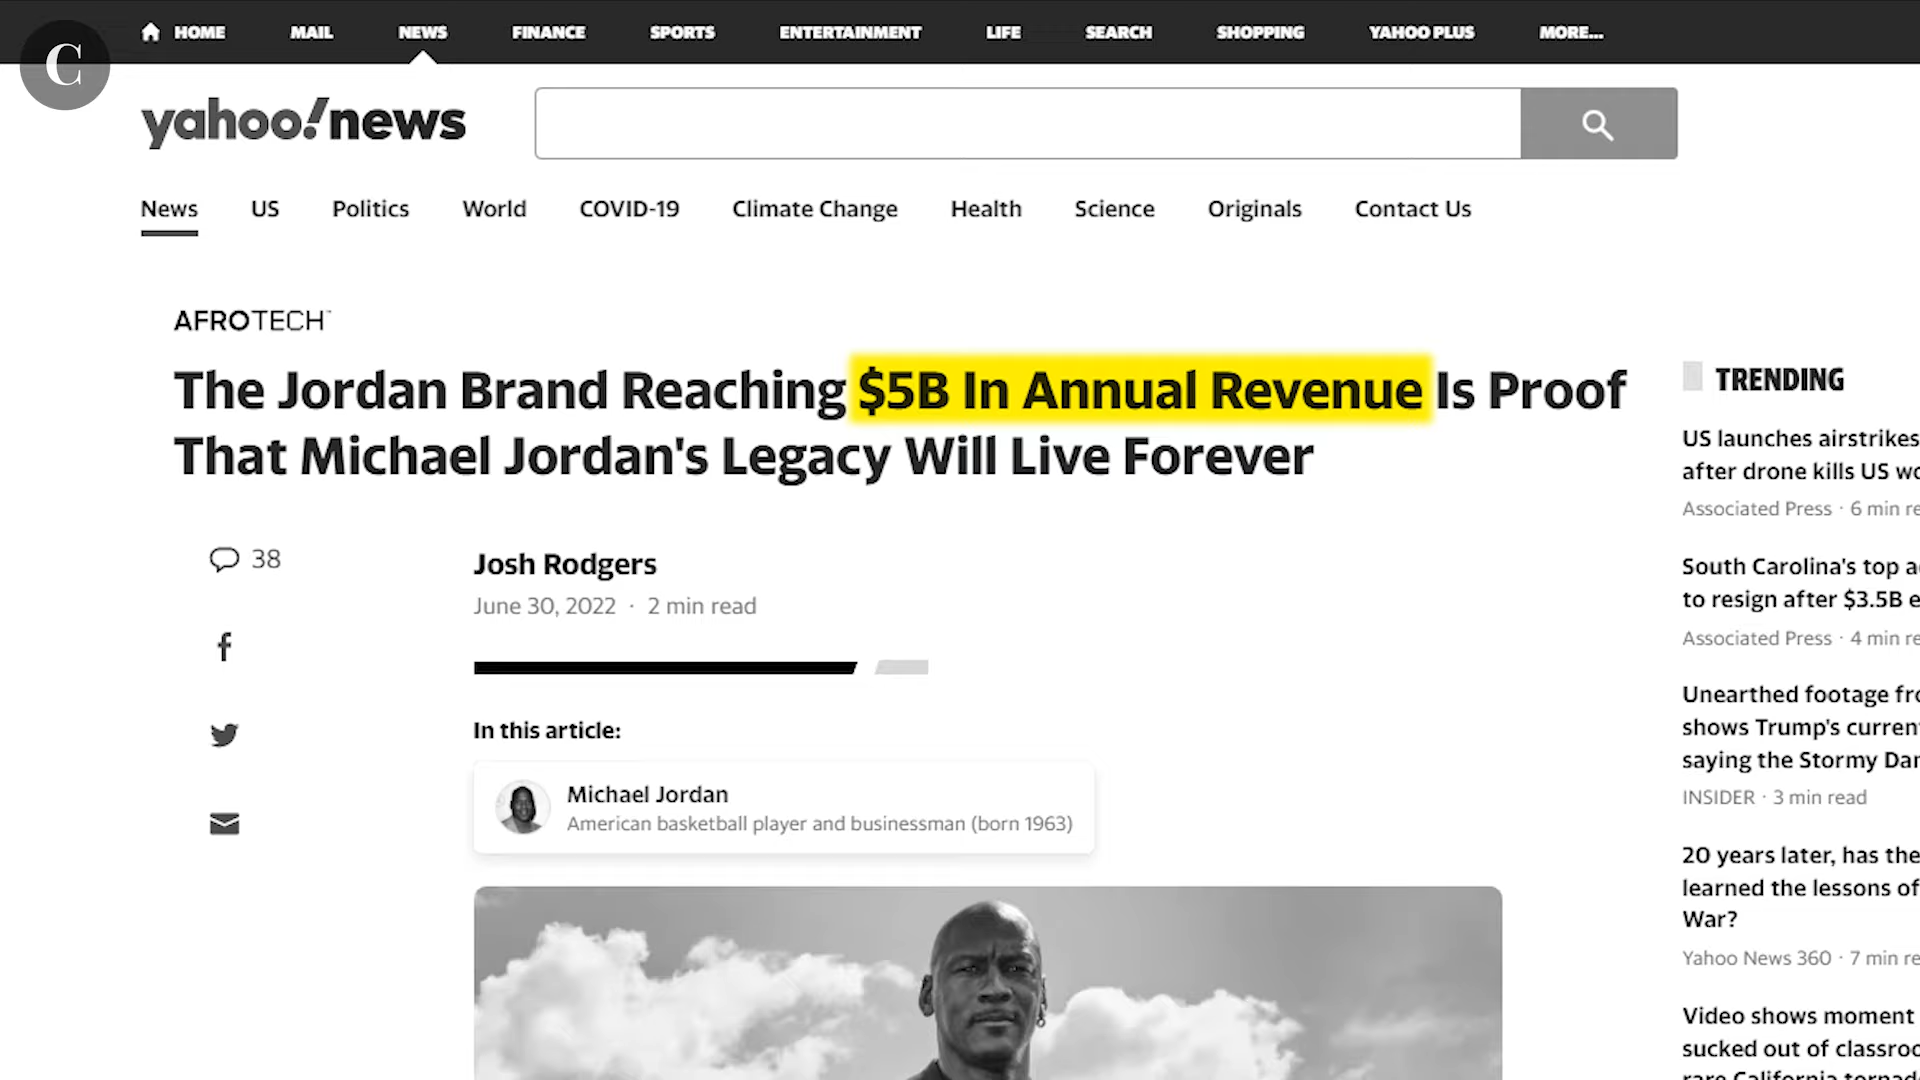 HOME MAIL NEWS FINANCE SPORTS ENTERTAINMENT LIFE SEARCH SHOPPING YAHOO PLUS MORE...
C
yahoo!news
News US Politics World COVID-19 Climate Change Health Science Originals Contact Us
AFROTECH™
The Jordan Brand Reaching $5B In Annual Revenue Is Proof
That Michael Jordan's Legacy Will Live Forever
38
Josh Rodgers
June 30, 2022 · 2 min read
In this article:
Michael Jordan
American basketball player and businessman (born 1963)
TRENDING
US launches airstrikes
after drone kills US
Associated Press · 6 min
South Carolina's top
to resign after $3.5B
Associated Press · 4 min
Unearthed footage
shows Trump's
saying the Stormy
INSIDER · 3 min read
20 years later, has the
learned the lessons of
War?
Yahoo News 360 · 7 min
Video shows moment
sucked out of
rare California